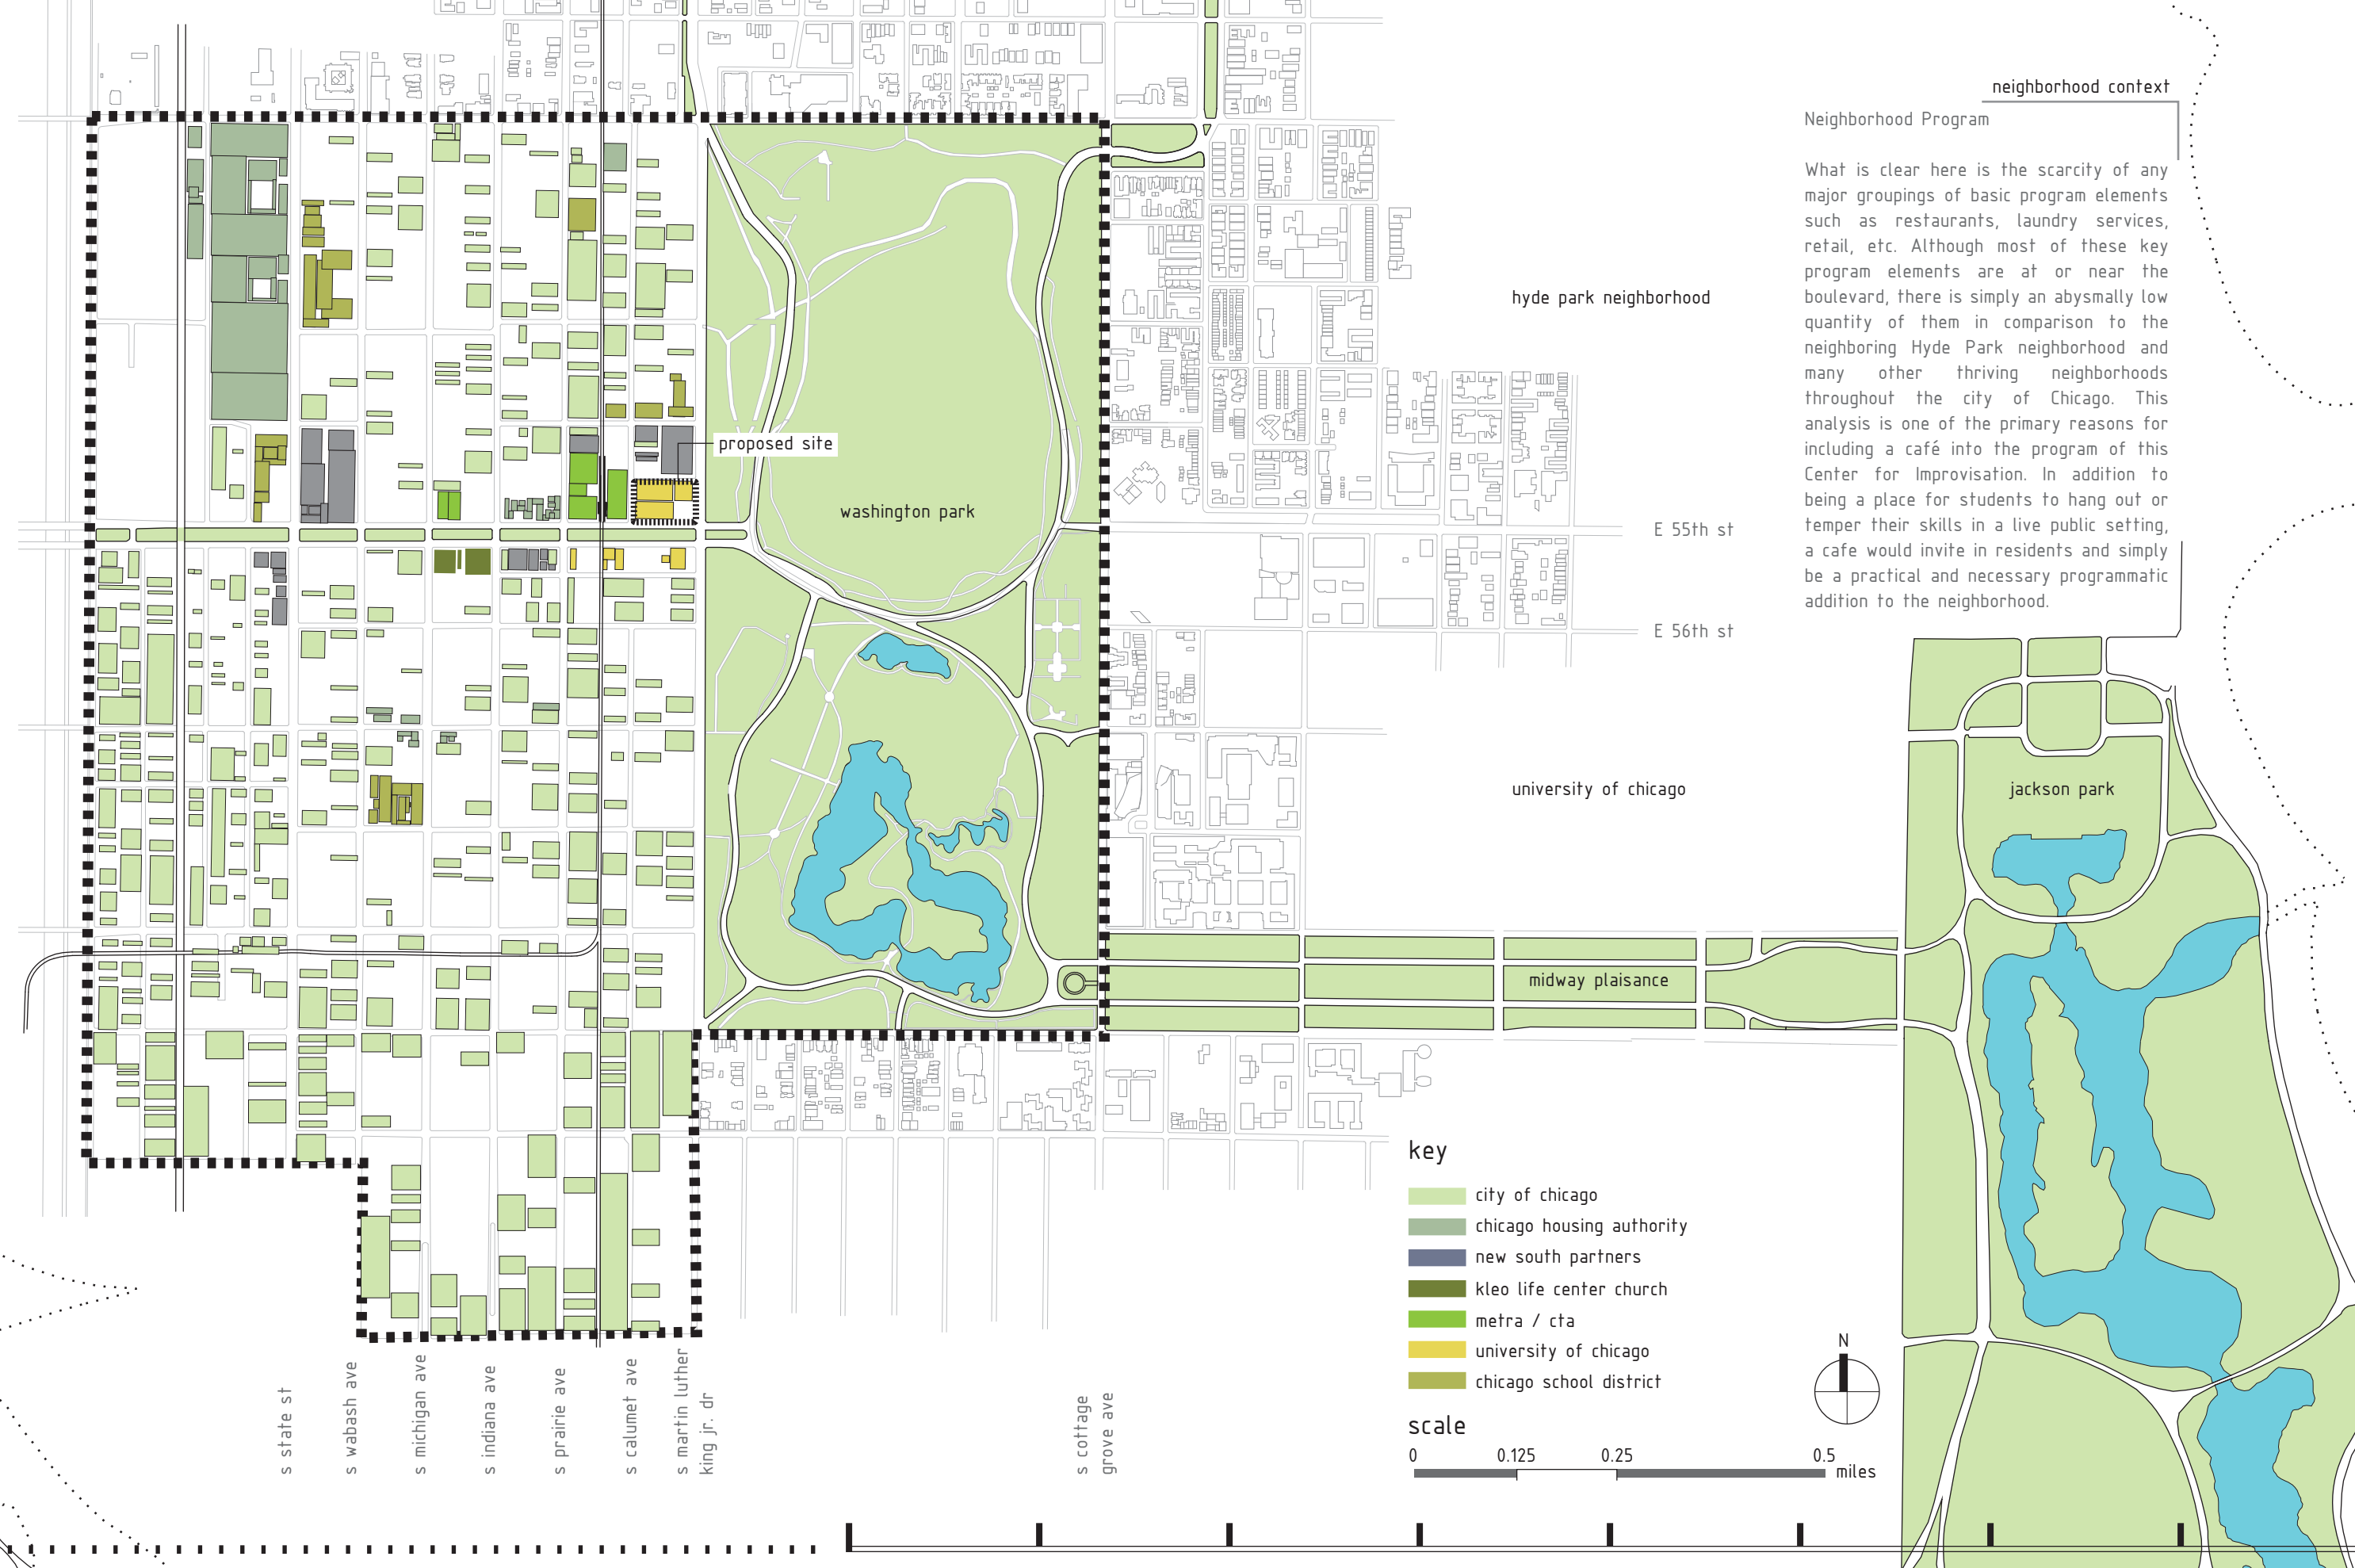 neighborhood context
Neighborhood Program
What is clear here is the scarcity of any
major groupings of basic program elements
such as restaurants, laundry services,
retail, etc. Although most of these key
program elements are at or near the
boulevard, there is simply an abysmally low
quantity of them in comparison to the
neighboring Hyde Park neighborhood and
many other thriving neighborhoods
throughout the city of Chicago. This
analysis is one of the primary reasons for
including a café into the program of this
Center for Improvisation. In addition to
being a place for students to hang out or
temper their skills in a live public setting,
a cafe would invite in residents and simply
be a practical and necessary programmatic
addition to the neighborhood.
hyde park neighborhood
proposed site
washington park
E 55th st
E 56th st
university of chicago
jackson park
midway plaisance
key
city of chicago
chicago housing authority
new south partners
kleo life center church
metra / cta
university of chicago
chicago school district
N
scale
0 0.125 0.25 0.5
miles
s state st
s wabash ave
s michigan ave
s indiana ave
s prairie ave
s calumet ave
s martin luther
king jr. dr
s cottage
grove ave